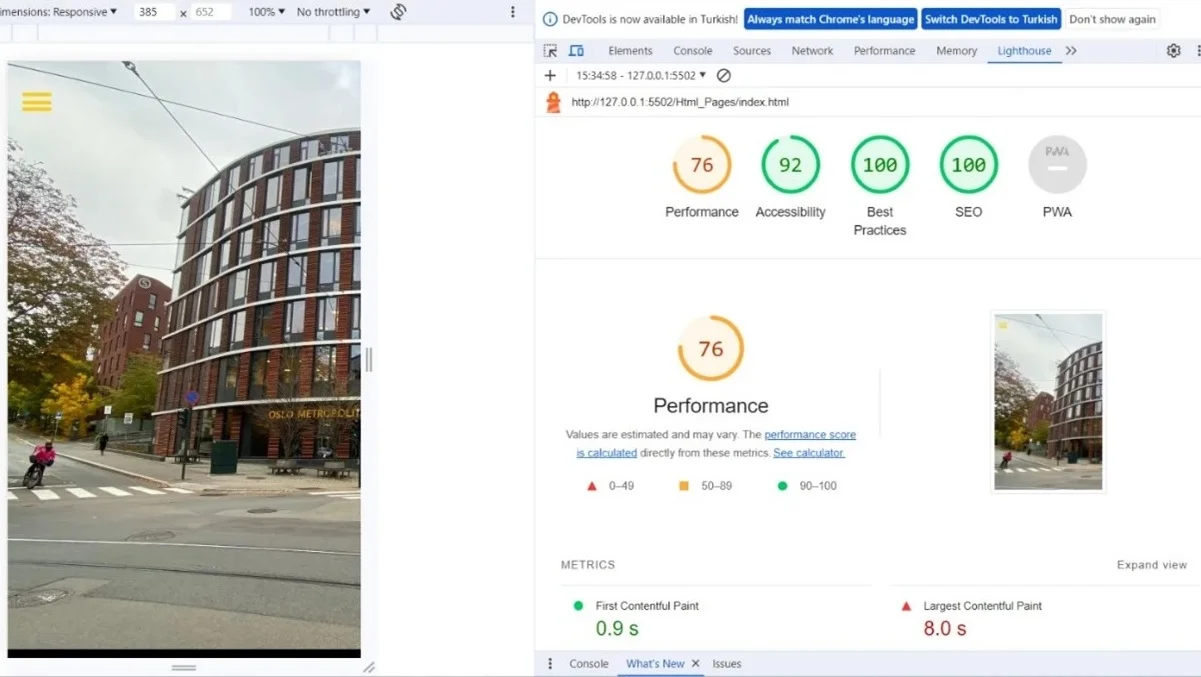 imensions: Responsive ▾ 385 x 652 100% ▾ No throttling ▾
OSLO METROPOLIT
DevTools is now available in Turkish! Always match Chrome's language Switch DevTools to Turkish Don't show again
Elements Console Sources Network Performance Memory Lighthouse
15:34:58 - 127.0.0.1:5502 ▾
http://127.0.0.1:5502/Html_Pages/index.html
76 92 100 100 PWA
Performance Accessibility Best Practices SEO PWA
76
Performance
Values are estimated and may vary. The performance score
is calculated directly from these metrics. See calculator.
0–49 50–89 90–100
METRICS Expand view
First Contentful Paint Largest Contentful Paint
0.9 s 8.0 s
Console What's New × Issues